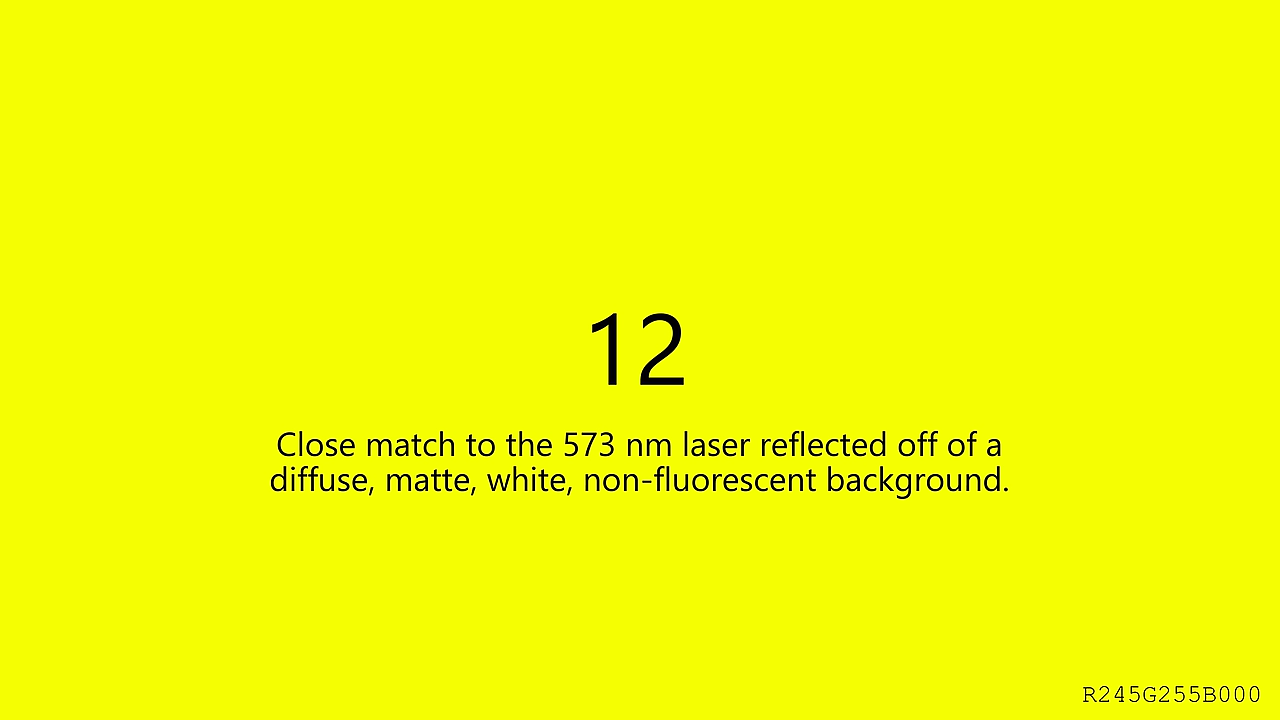 12
Close match to the 573 nm laser reflected off of a
diffuse, matte, white, non-fluorescent background.
R245G255B000